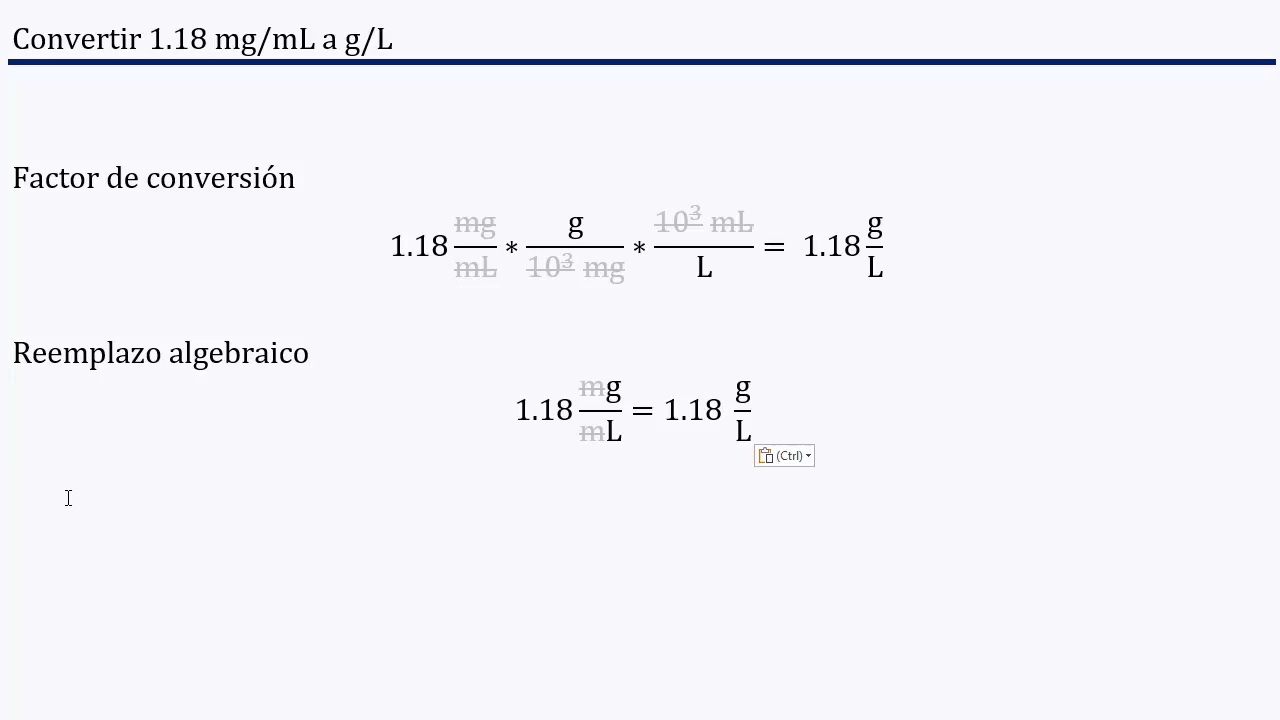 Convertir 1.18 mg/mL a g/L
Factor de conversión
1.18 mg/mL * g/10³ mg * 10³ mL/L = 1.18 g/L
Reemplazo algebraico
1.18 mg/mL = 1.18 g/L
(Ctrl)